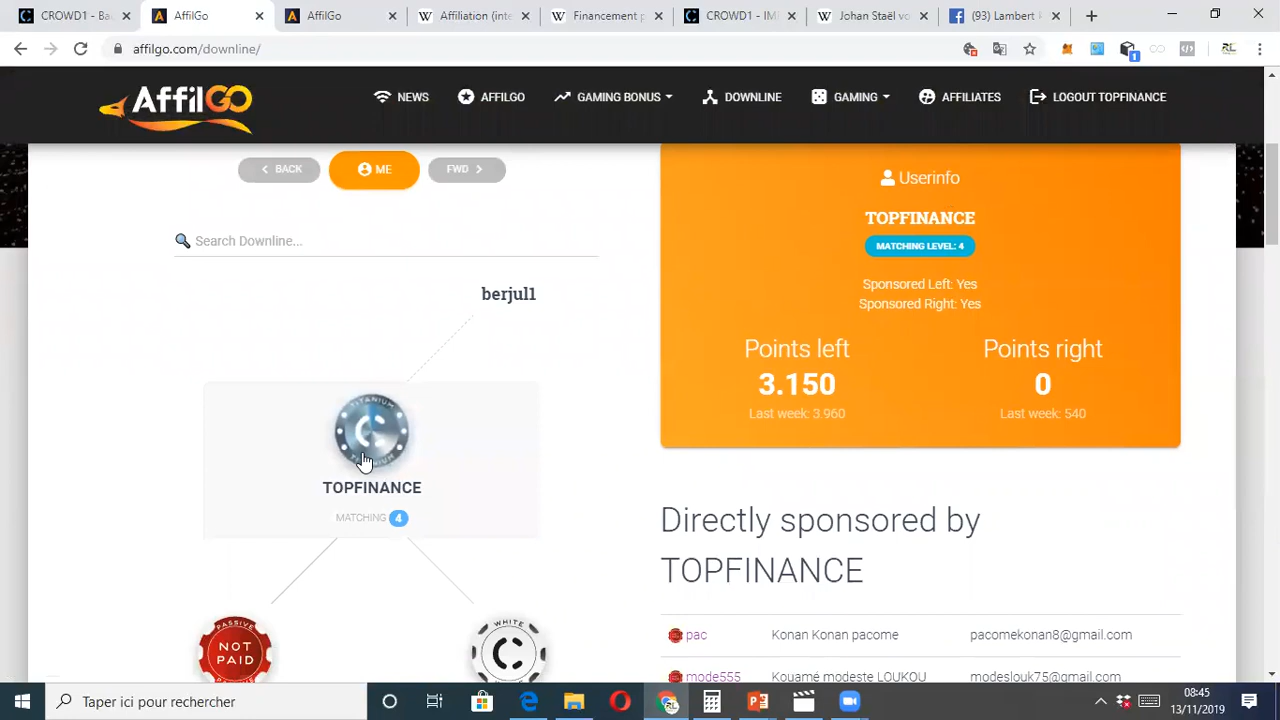 CROWD1 - Ba
AffilGo
AffilGo
Affiliation (inte
Financement p
CROWD1 - IM
Johan Staël vo
(93) Lambert k
affilgo.com/downline/
AffilGO
NEWS
AFFILGO
GAMING BONUS
DOWNLINE
GAMING
AFFILIATES
LOGOUT TOPFINANCE
BACK
ME
FWD
Search Downline...
berjul1
TITANIUM
TOPFINANCE
MATCHING 4
PASSIVE
NOT
PAID
WHITE
Userinfo
TOPFINANCE
MATCHING LEVEL: 4
Sponsored Left: Yes
Sponsored Right: Yes
Points left
Points right
3.150
0
Last week: 3.960
Last week: 540
Directly sponsored by
TOPFINANCE
pac Konan Konan pacome pacomekonan8@gmail.com
mode555 Kouamé modeste LOUKOU modeslouk75@gmail.com
Taper ici pour rechercher
08:45
13/11/2019